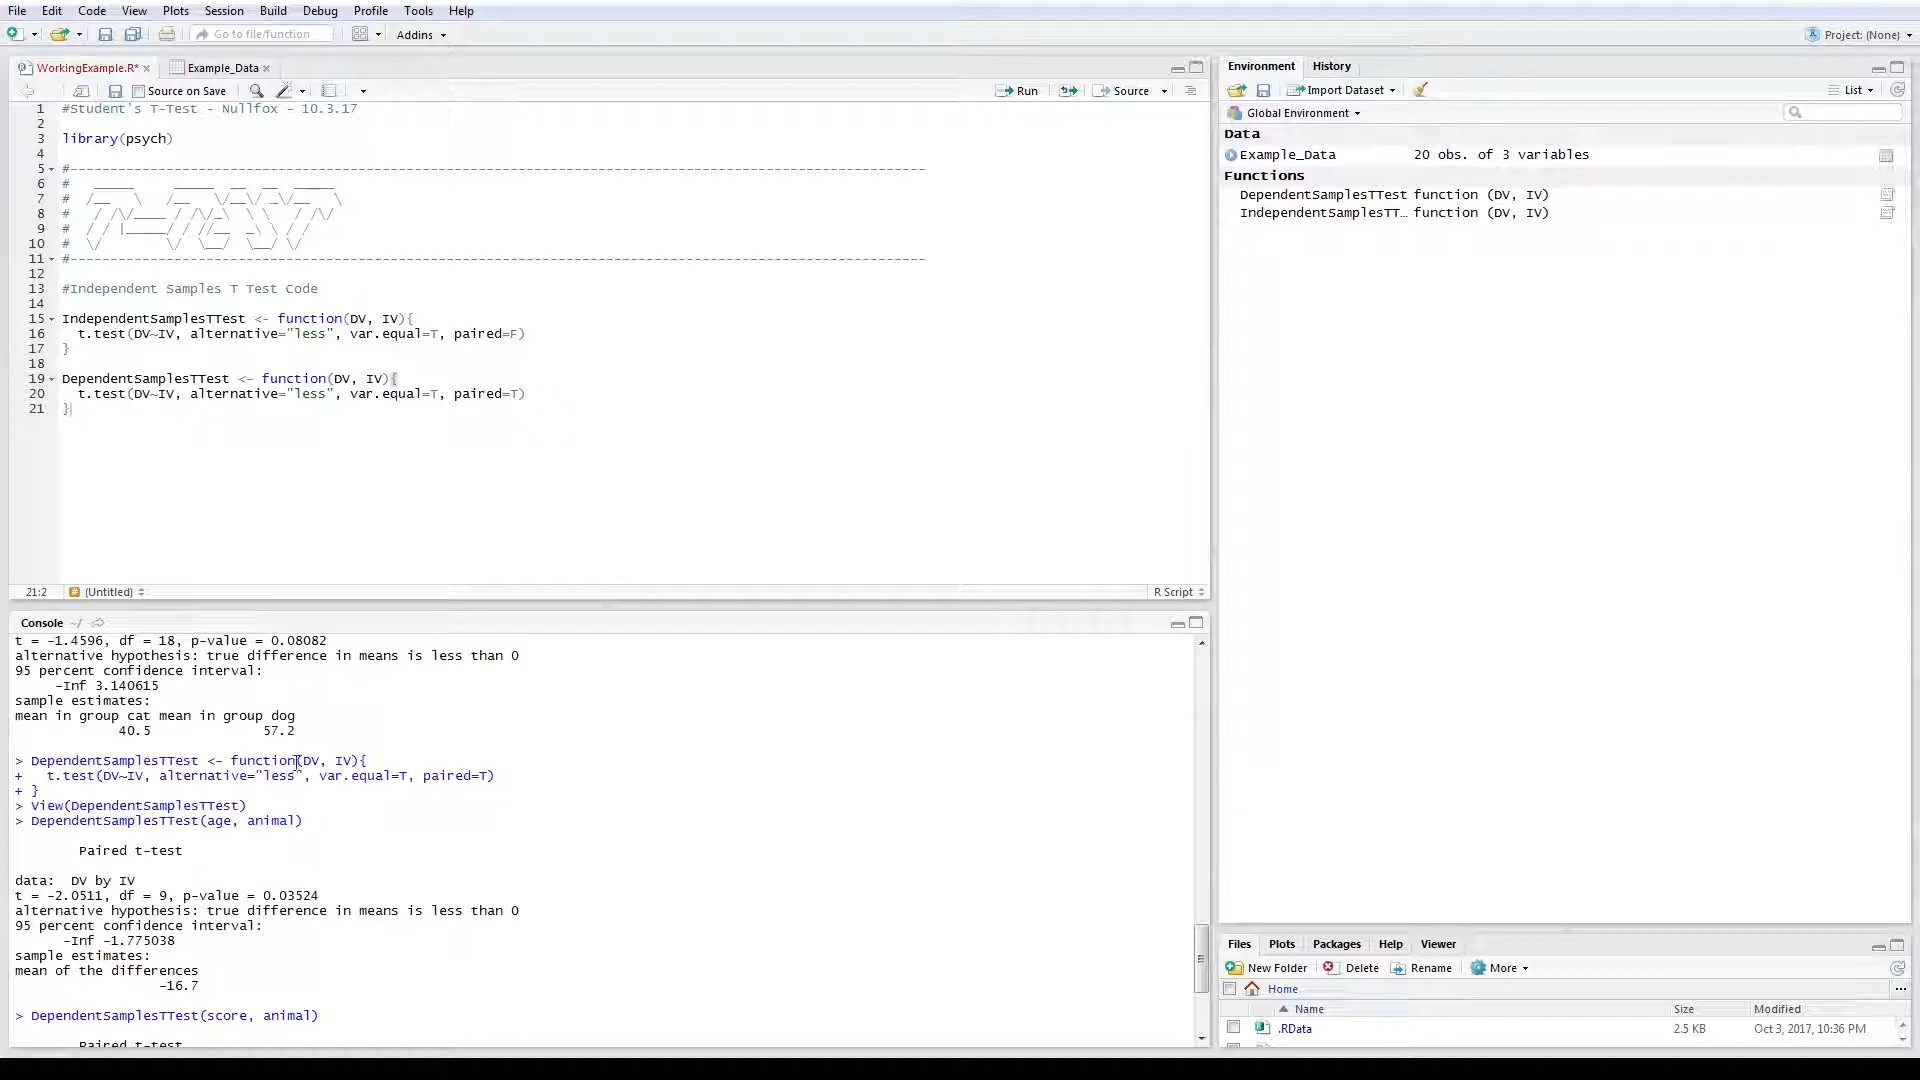 File Edit Code View Plots Session Build Debug Profile Tools Help
Go to file/function Addins Project: (None)
WorkingExample.R* Example_Data
Source on Save Run Source
1 #Student's T-Test - Nullfox - 10.3.17
2
3 library(psych)
4
5 #-----------------------------------------------------------------------------------------------------------
6 #
7 #
8 #
9 #
10 #
11 #-----------------------------------------------------------------------------------------------------------
12
13 #Independent Samples T Test Code
14
15 IndependentSamplesTTest <- function(DV, IV){
16 t.test(DV~IV, alternative="less", var.equal=T, paired=F)
17 }
18
19 DependentSamplesTTest <- function(DV, IV){
20 t.test(DV~IV, alternative="less", var.equal=T, paired=T)
21 }
21:2 (Untitled) R Script
Console ~/
t = -1.4596, df = 18, p-value = 0.08082
alternative hypothesis: true difference in means is less than 0
95 percent confidence interval:
-Inf 3.140615
sample estimates:
mean in group cat mean in group dog
40.5 57.2
> DependentSamplesTTest <- function(DV, IV){
+ t.test(DV~IV, alternative="less", var.equal=T, paired=T)
+ }
> View(DependentSamplesTTest)
> DependentSamplesTTest(age, animal)
Paired t-test
data: DV by IV
t = -2.0511, df = 9, p-value = 0.03524
alternative hypothesis: true difference in means is less than 0
95 percent confidence interval:
-Inf -1.775038
sample estimates:
mean of the differences
-16.7
> DependentSamplesTTest(score, animal)
Paired t-test
Environment History
Import Dataset List
Global Environment
Data
Example_Data 20 obs. of 3 variables
Functions
DependentSamplesTTest function (DV, IV)
IndependentSamplesTT… function (DV, IV)
Files Plots Packages Help Viewer
New Folder Delete Rename More
Home ...
Name Size Modified
.RData 2.5 KB Oct 3, 2017, 10:36 PM